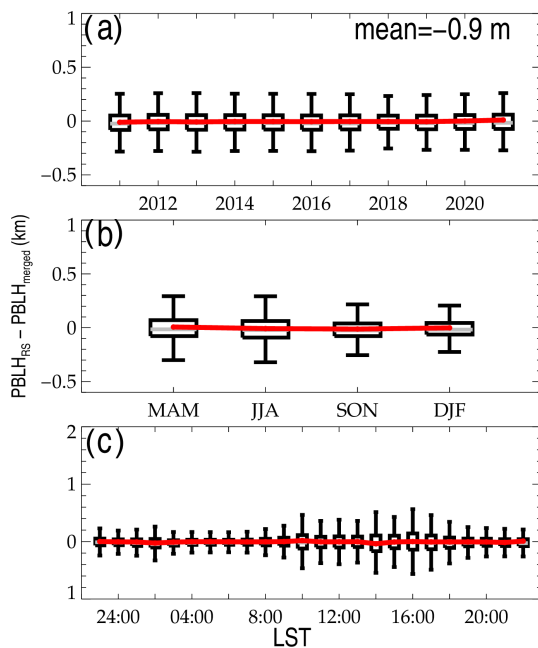 (a) mean=−0.9 m
1
0.5
0
−0.5
2012 2014 2016 2018 2020
PBLH_RS − PBLH_merged (km)
(b)
1
0.5
0
−0.5
MAM JJA SON DJF
(c)
2
1
0
1
24:00 04:00 8:00 12:00 16:00 20:00
LST